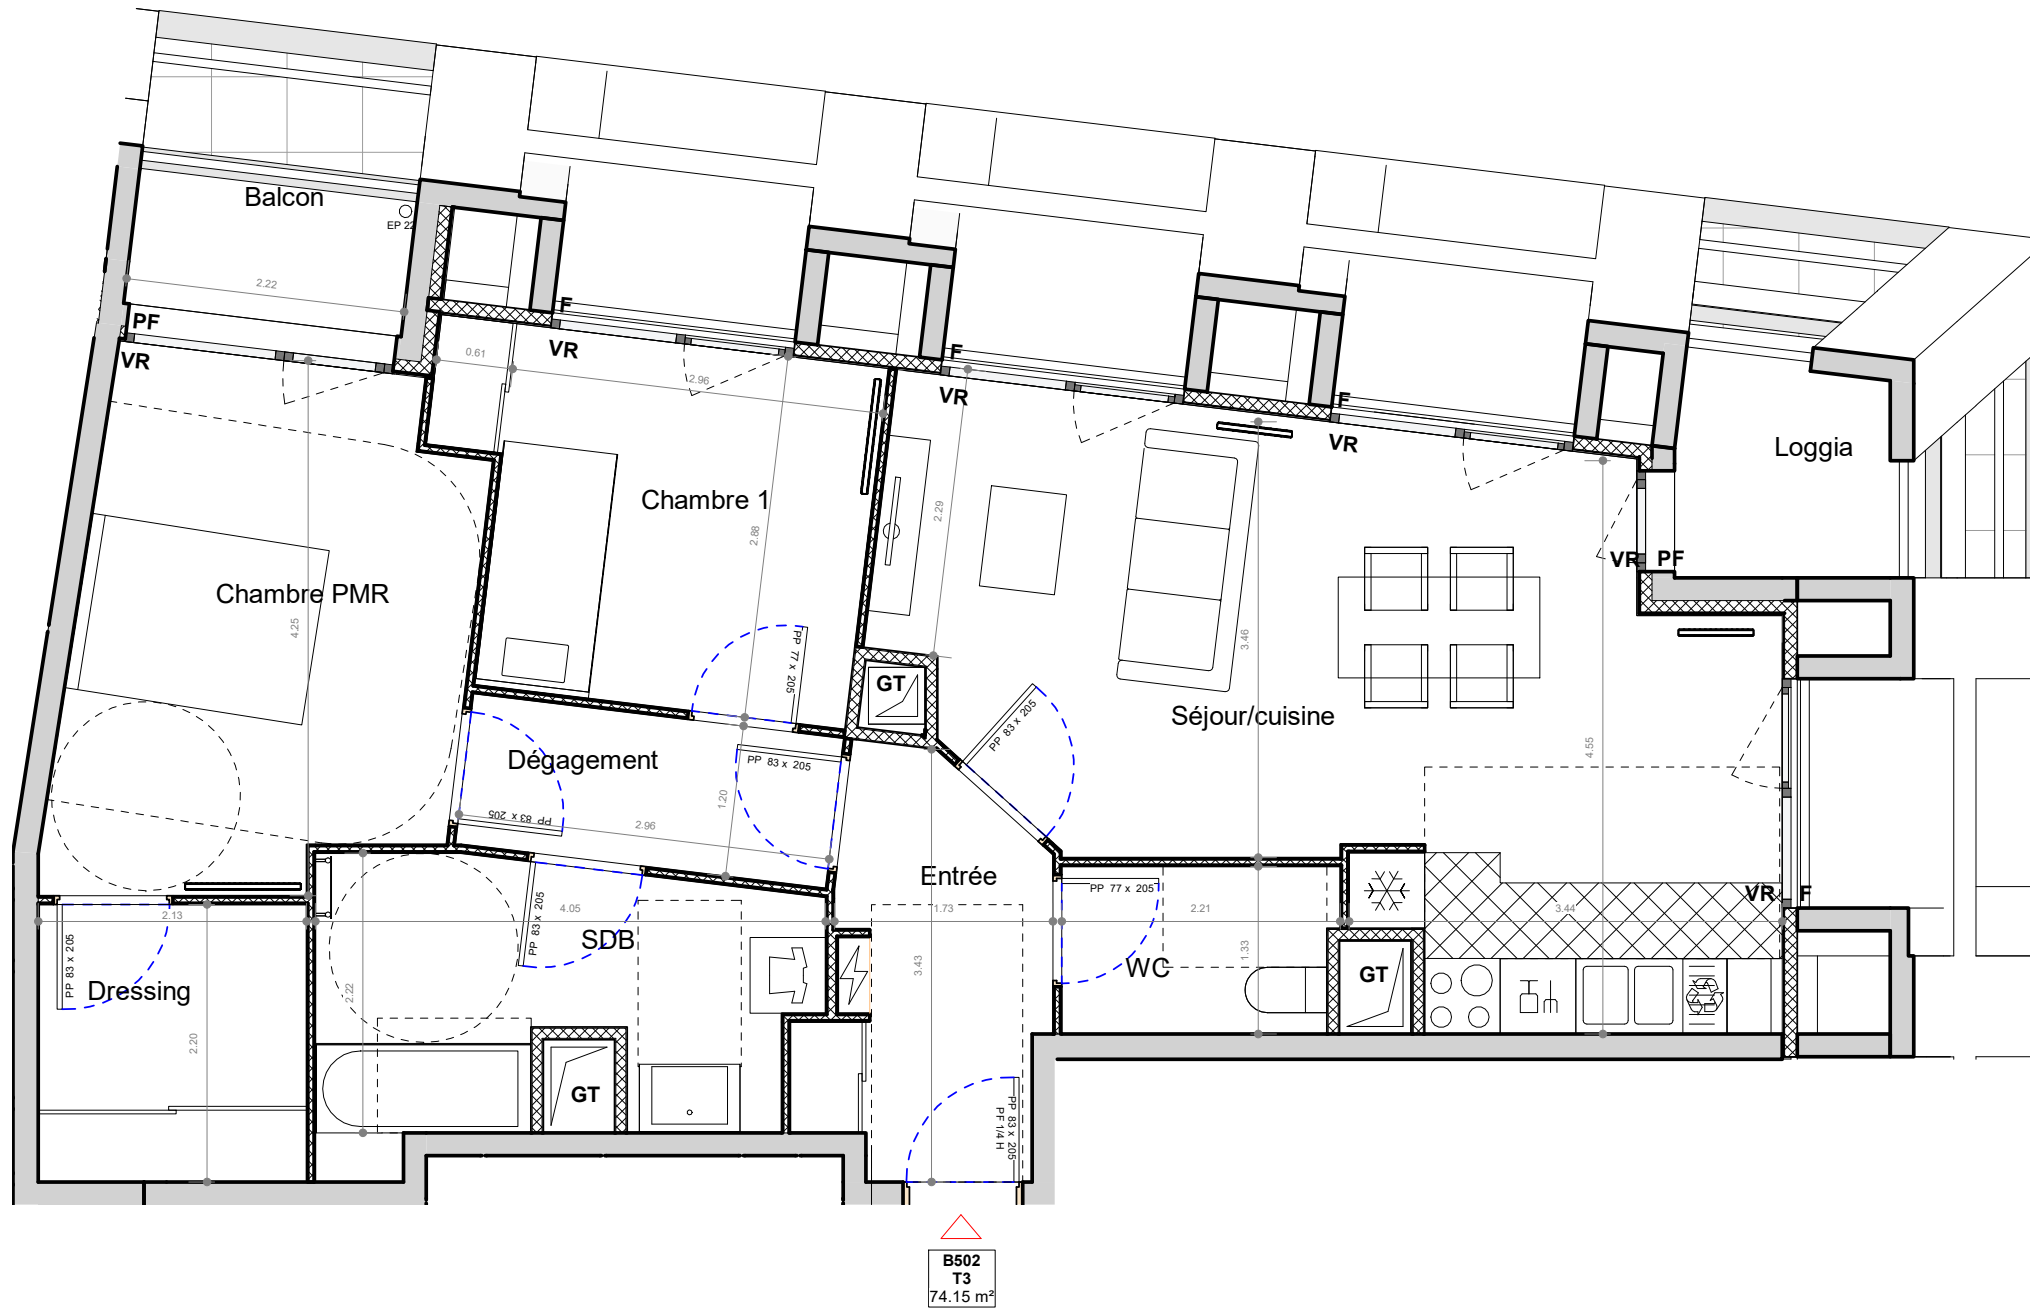 Balcon
EP 22
2.22
PF
VR
F
VR
0.61
2.96
F
VR
F
VR
Loggia
VR
PF
Chambre 1
2.88
2.29
Chambre PMR
4.25
3.46
4.55
PP 77 x 205
GT
Séjour/cuisine
PP 83 x 205
Dégagement
PP 83 x 205
PP 83 x 205
1.20
2.96
Entrée
PP 77 x 205
VR
F
2.13
4.05
1.73
2.21
3.44
PP 83 x 205
PP 83 x 205
SDB
3.43
1.33
WC
GT
Dressing
2.22
2.20
GT
PP 83 x 205
PF 1/4 H
B502
T3
74.15 m²